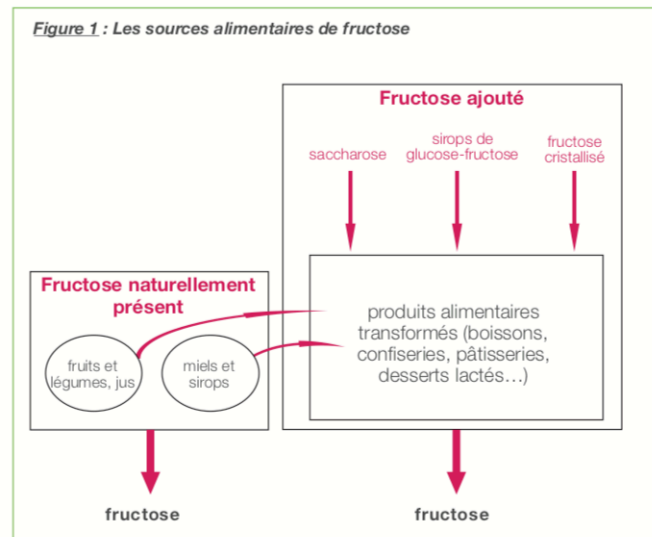 Figure 1 : Les sources alimentaires de fructose
Fructose ajouté
saccharose
sirops de
glucose-fructose
fructose
cristallisé
Fructose naturellement
présent
fruits et
légumes, jus
miels et
sirops
produits alimentaires
transformés (boissons,
confiseries, pâtisseries,
desserts lactés…)
fructose
fructose